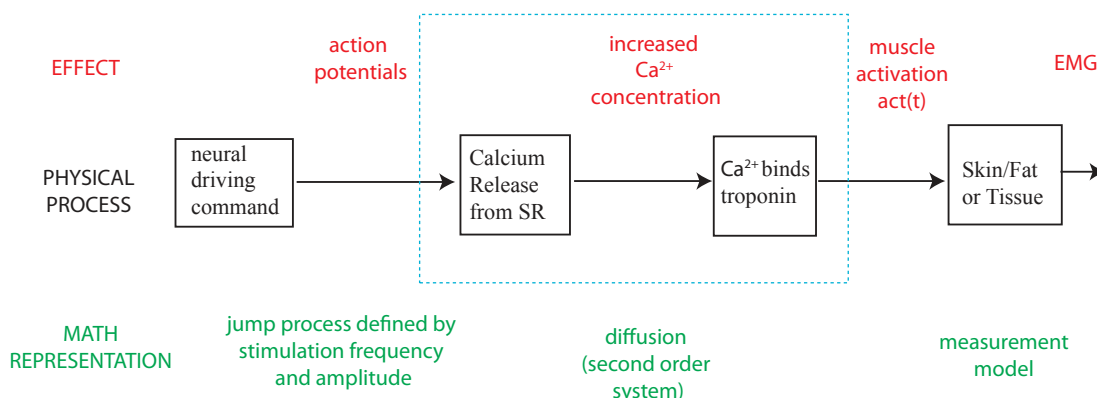 EFFECT
action
potentials
increased
Ca²⁺
concentration
muscle
activation
act(t)
EMG
PHYSICAL
PROCESS
neural
driving
command
Calcium
Release
from SR
Ca²⁺ binds
troponin
Skin/Fat
or Tissue
MATH
REPRESENTATION
jump process defined by
stimulation frequency
and amplitude
diffusion
(second order
system)
measurement
model